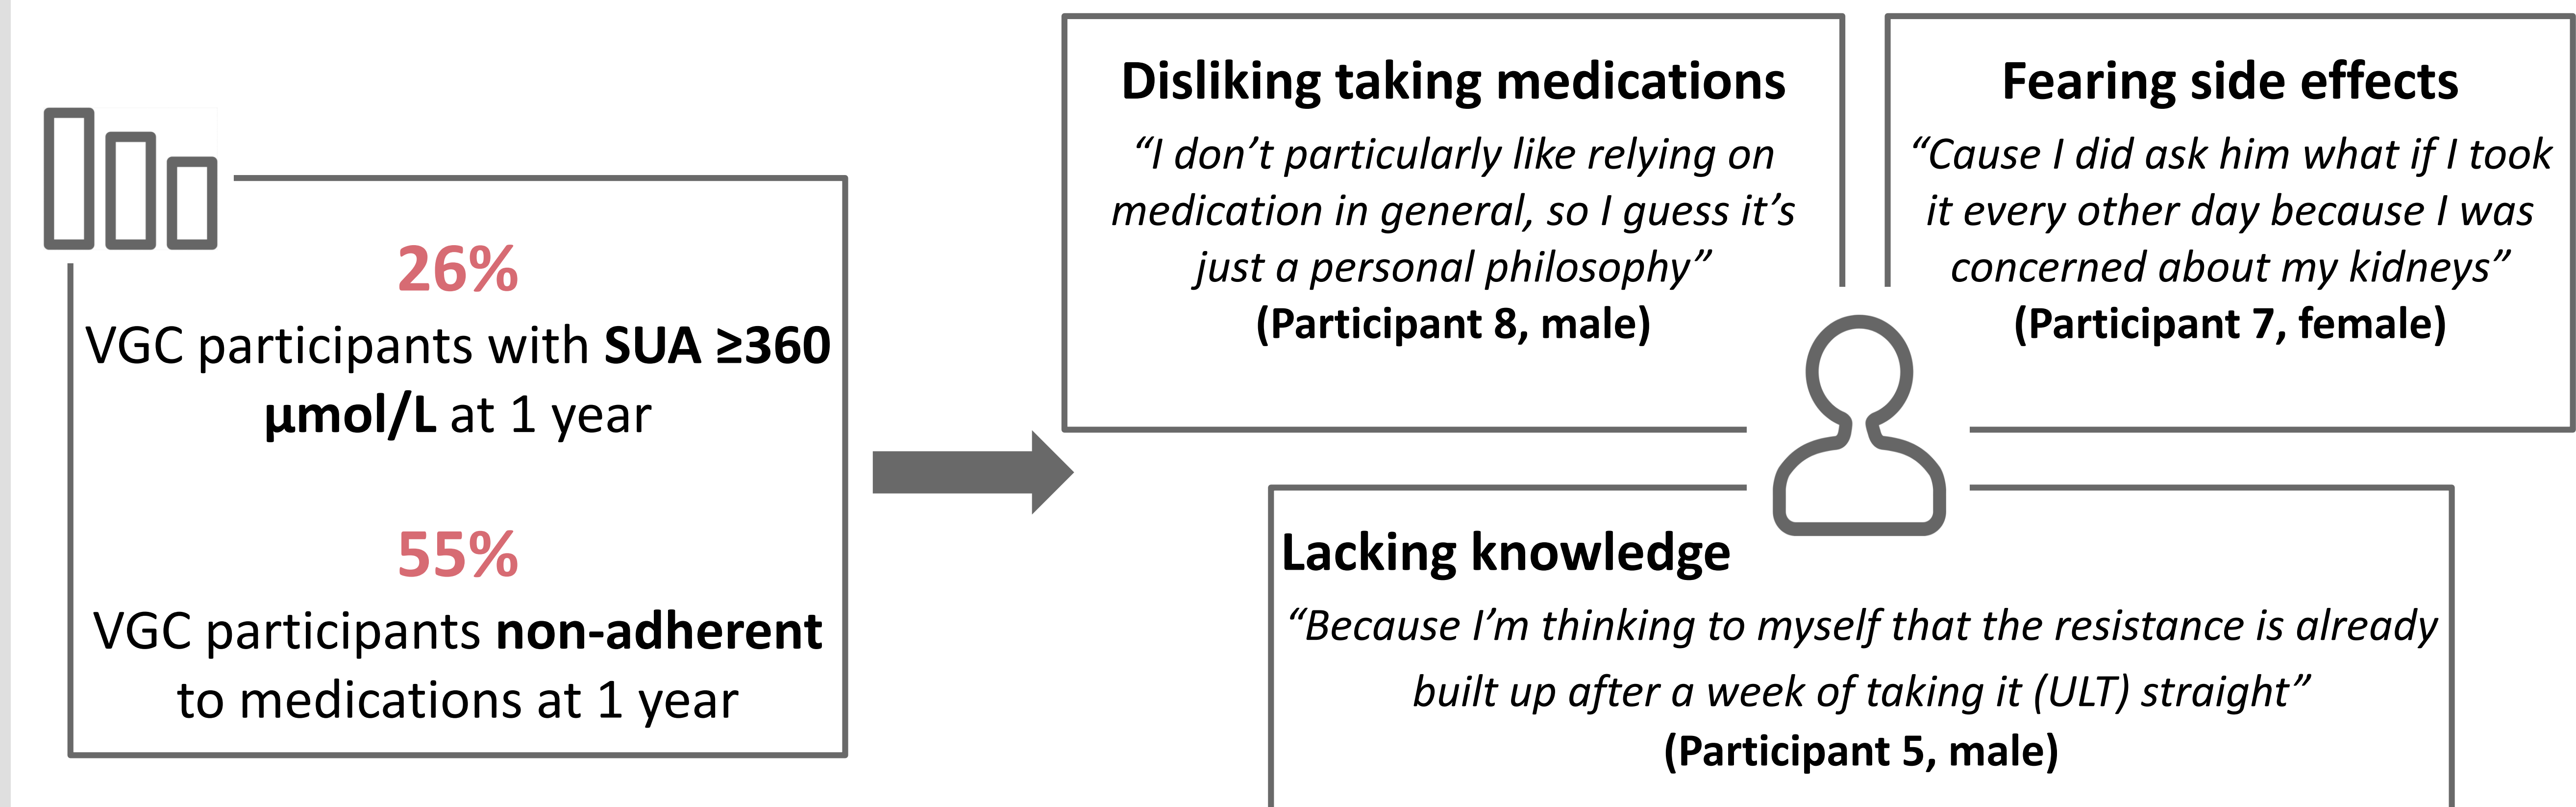 26%
VGC participants with SUA ≥360
µmol/L at 1 year
55%
VGC participants non-adherent
to medications at 1 year
Disliking taking medications
“I don’t particularly like relying on
medication in general, so I guess it’s
just a personal philosophy”
(Participant 8, male)
Fearing side effects
“Cause I did ask him what if I took
it every other day because I was
concerned about my kidneys”
(Participant 7, female)
Lacking knowledge
“Because I’m thinking to myself that the resistance is already
built up after a week of taking it (ULT) straight”
(Participant 5, male)